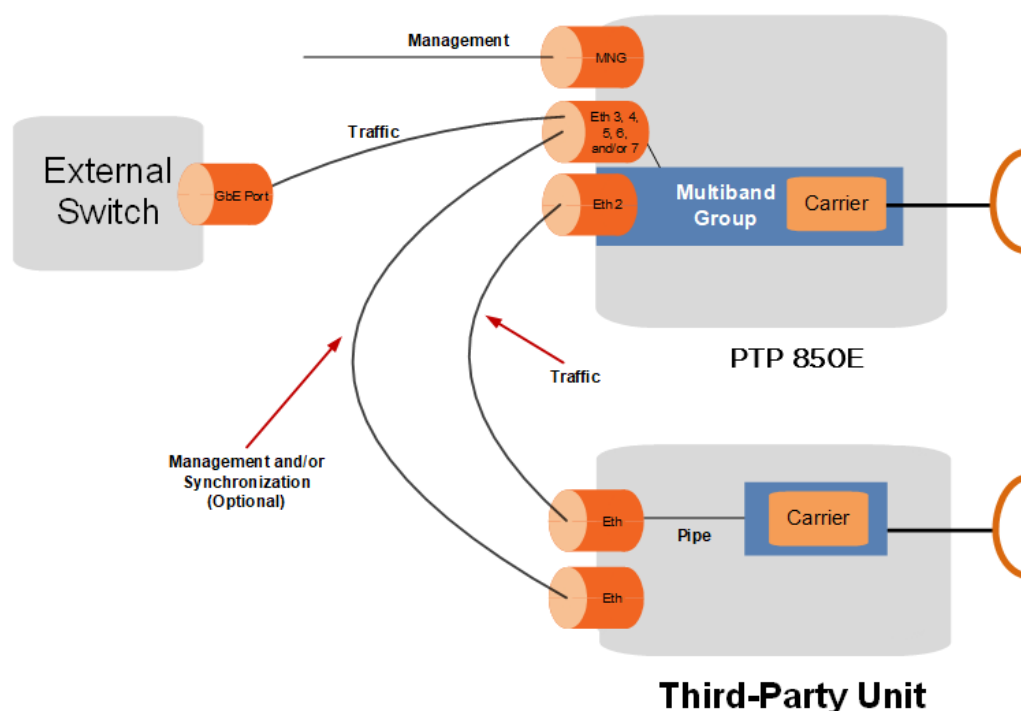 Management
MNG
Eth 3, 4,
5, 6,
and/or 7
Traffic
External
Switch
GbE Port
Eth 2
Multiband
Group
Carrier
PTP 850E
Traffic
Management and/or
Synchronization
(Optional)
Eth
Pipe
Carrier
Eth
Third-Party Unit